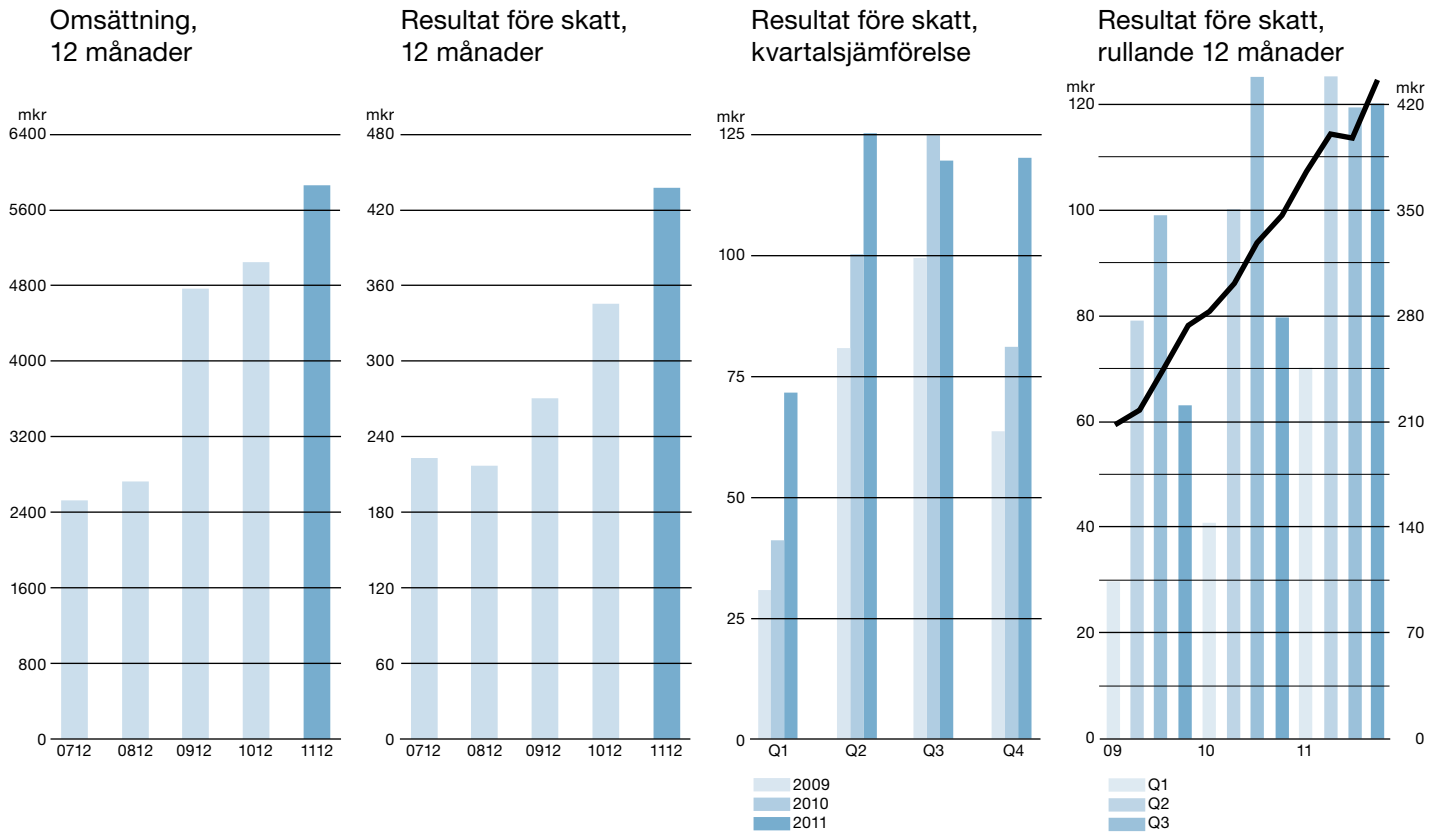 Omsättning,
12 månader
mkr
6400
5600
4800
4000
3200
2400
1600
800
0
0712 0812 0912 1012 1112
Resultat före skatt,
12 månader
mkr
480
420
360
300
240
180
120
60
0
0712 0812 0912 1012 1112
Resultat före skatt,
kvartalsjämförelse
mkr
125
100
75
50
25
0
Q1 Q2 Q3 Q4
2009
2010
2011
Resultat före skatt,
rullande 12 månader
mkr mkr
120 420
100 350
80 280
60 210
40 140
20 70
0 0
09 10 11
Q1
Q2
Q3